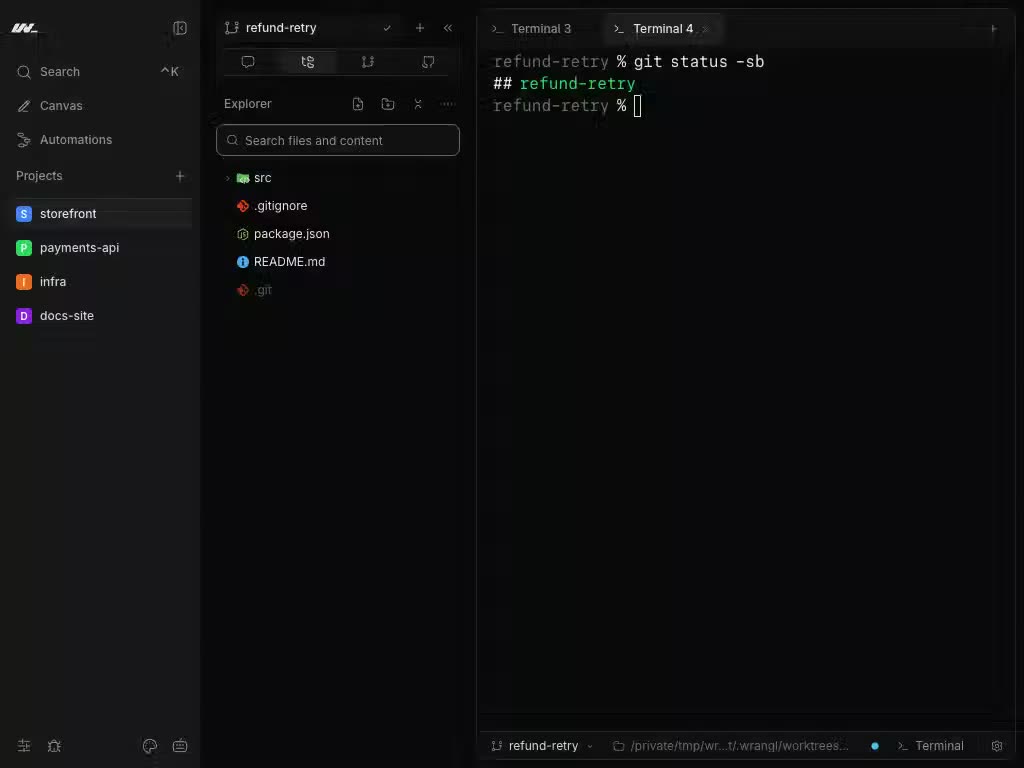 Search ^K
Canvas
Automations
Projects
S storefront
P payments-api
I infra
D docs-site
refund-retry
Explorer
Search files and content
src
.gitignore
package.json
README.md
.git
Terminal 3
Terminal 4
refund-retry % git status -sb
## refund-retry
refund-retry %
refund-retry
/private/tmp/wr...t/.wrangl/worktrees...
Terminal